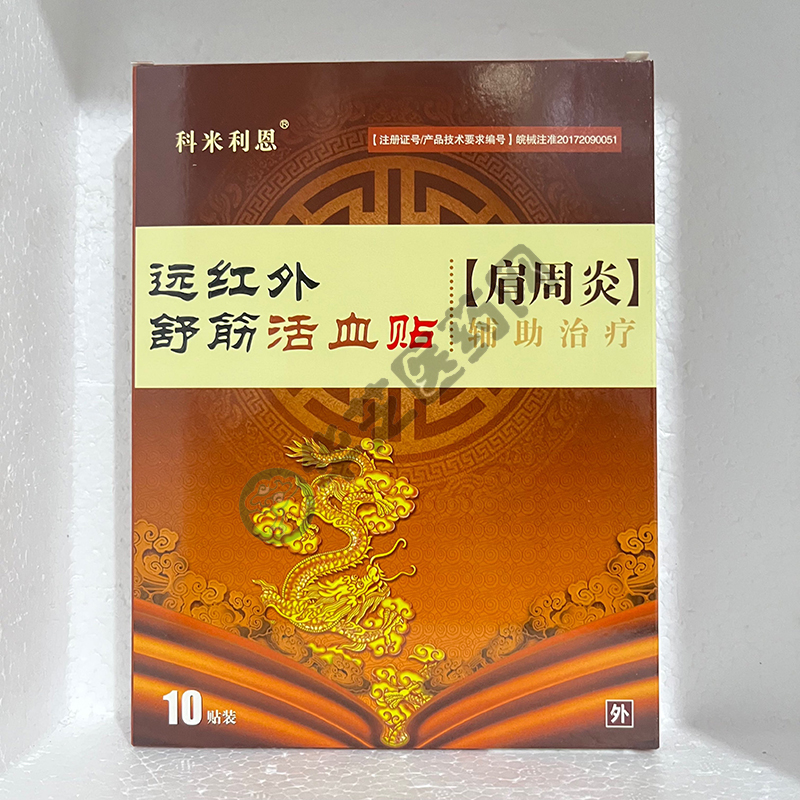 科米利恩®
【注册证号/产品技术要求编号】皖械注准20172090051
远红外
舒筋活血贴
【肩周炎】
辅助治疗
10贴装
外